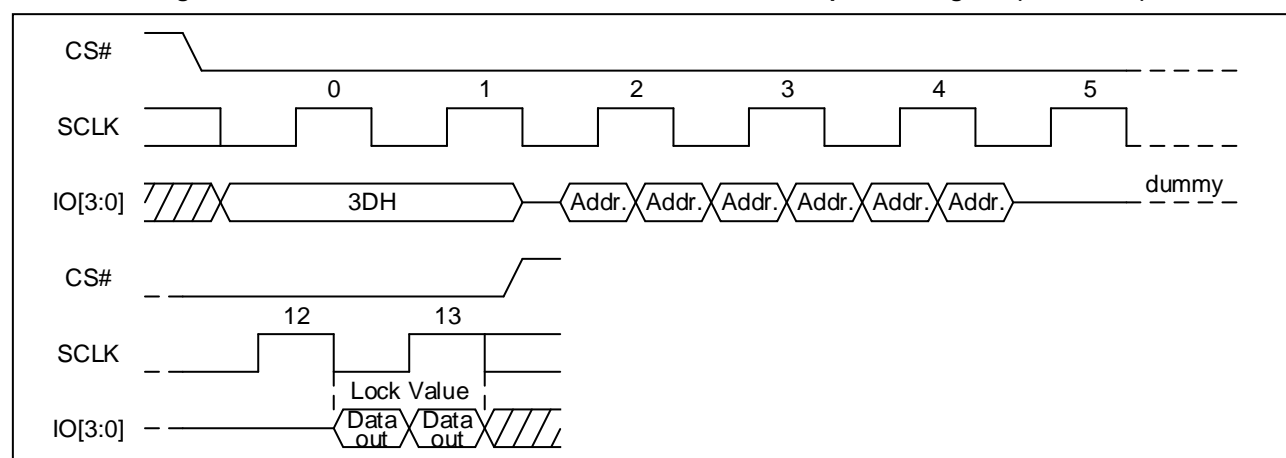 CS#
0 1 2 3 4 5
SCLK
IO[3:0] 3DH Addr. Addr. Addr. Addr. Addr. Addr. dummy
CS#
12 13
SCLK
Lock Value
IO[3:0] Data out Data out